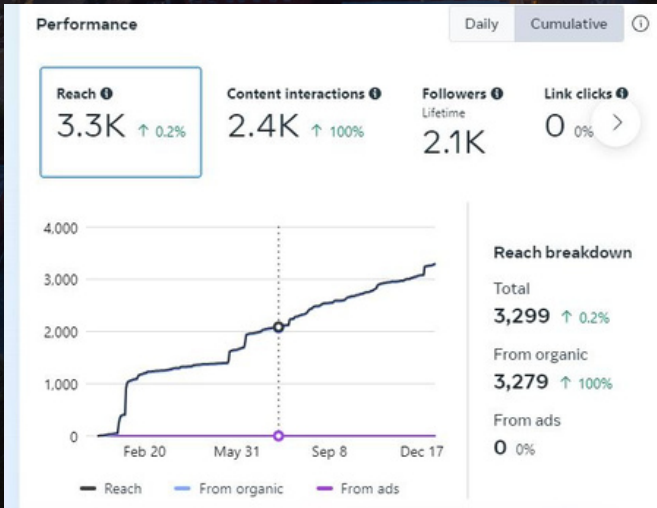 Performance
Daily
Cumulative
Reach
3.3K ↑ 0.2%
Content interactions
2.4K ↑ 100%
Followers
Lifetime
2.1K
Link clicks
0 0%
4,000
3,000
2,000
1,000
0
Feb 20 May 31 Sep 8 Dec 17
Reach From organic From ads
Reach breakdown
Total
3,299 ↑ 0.2%
From organic
3,279 ↑ 100%
From ads
0 0%